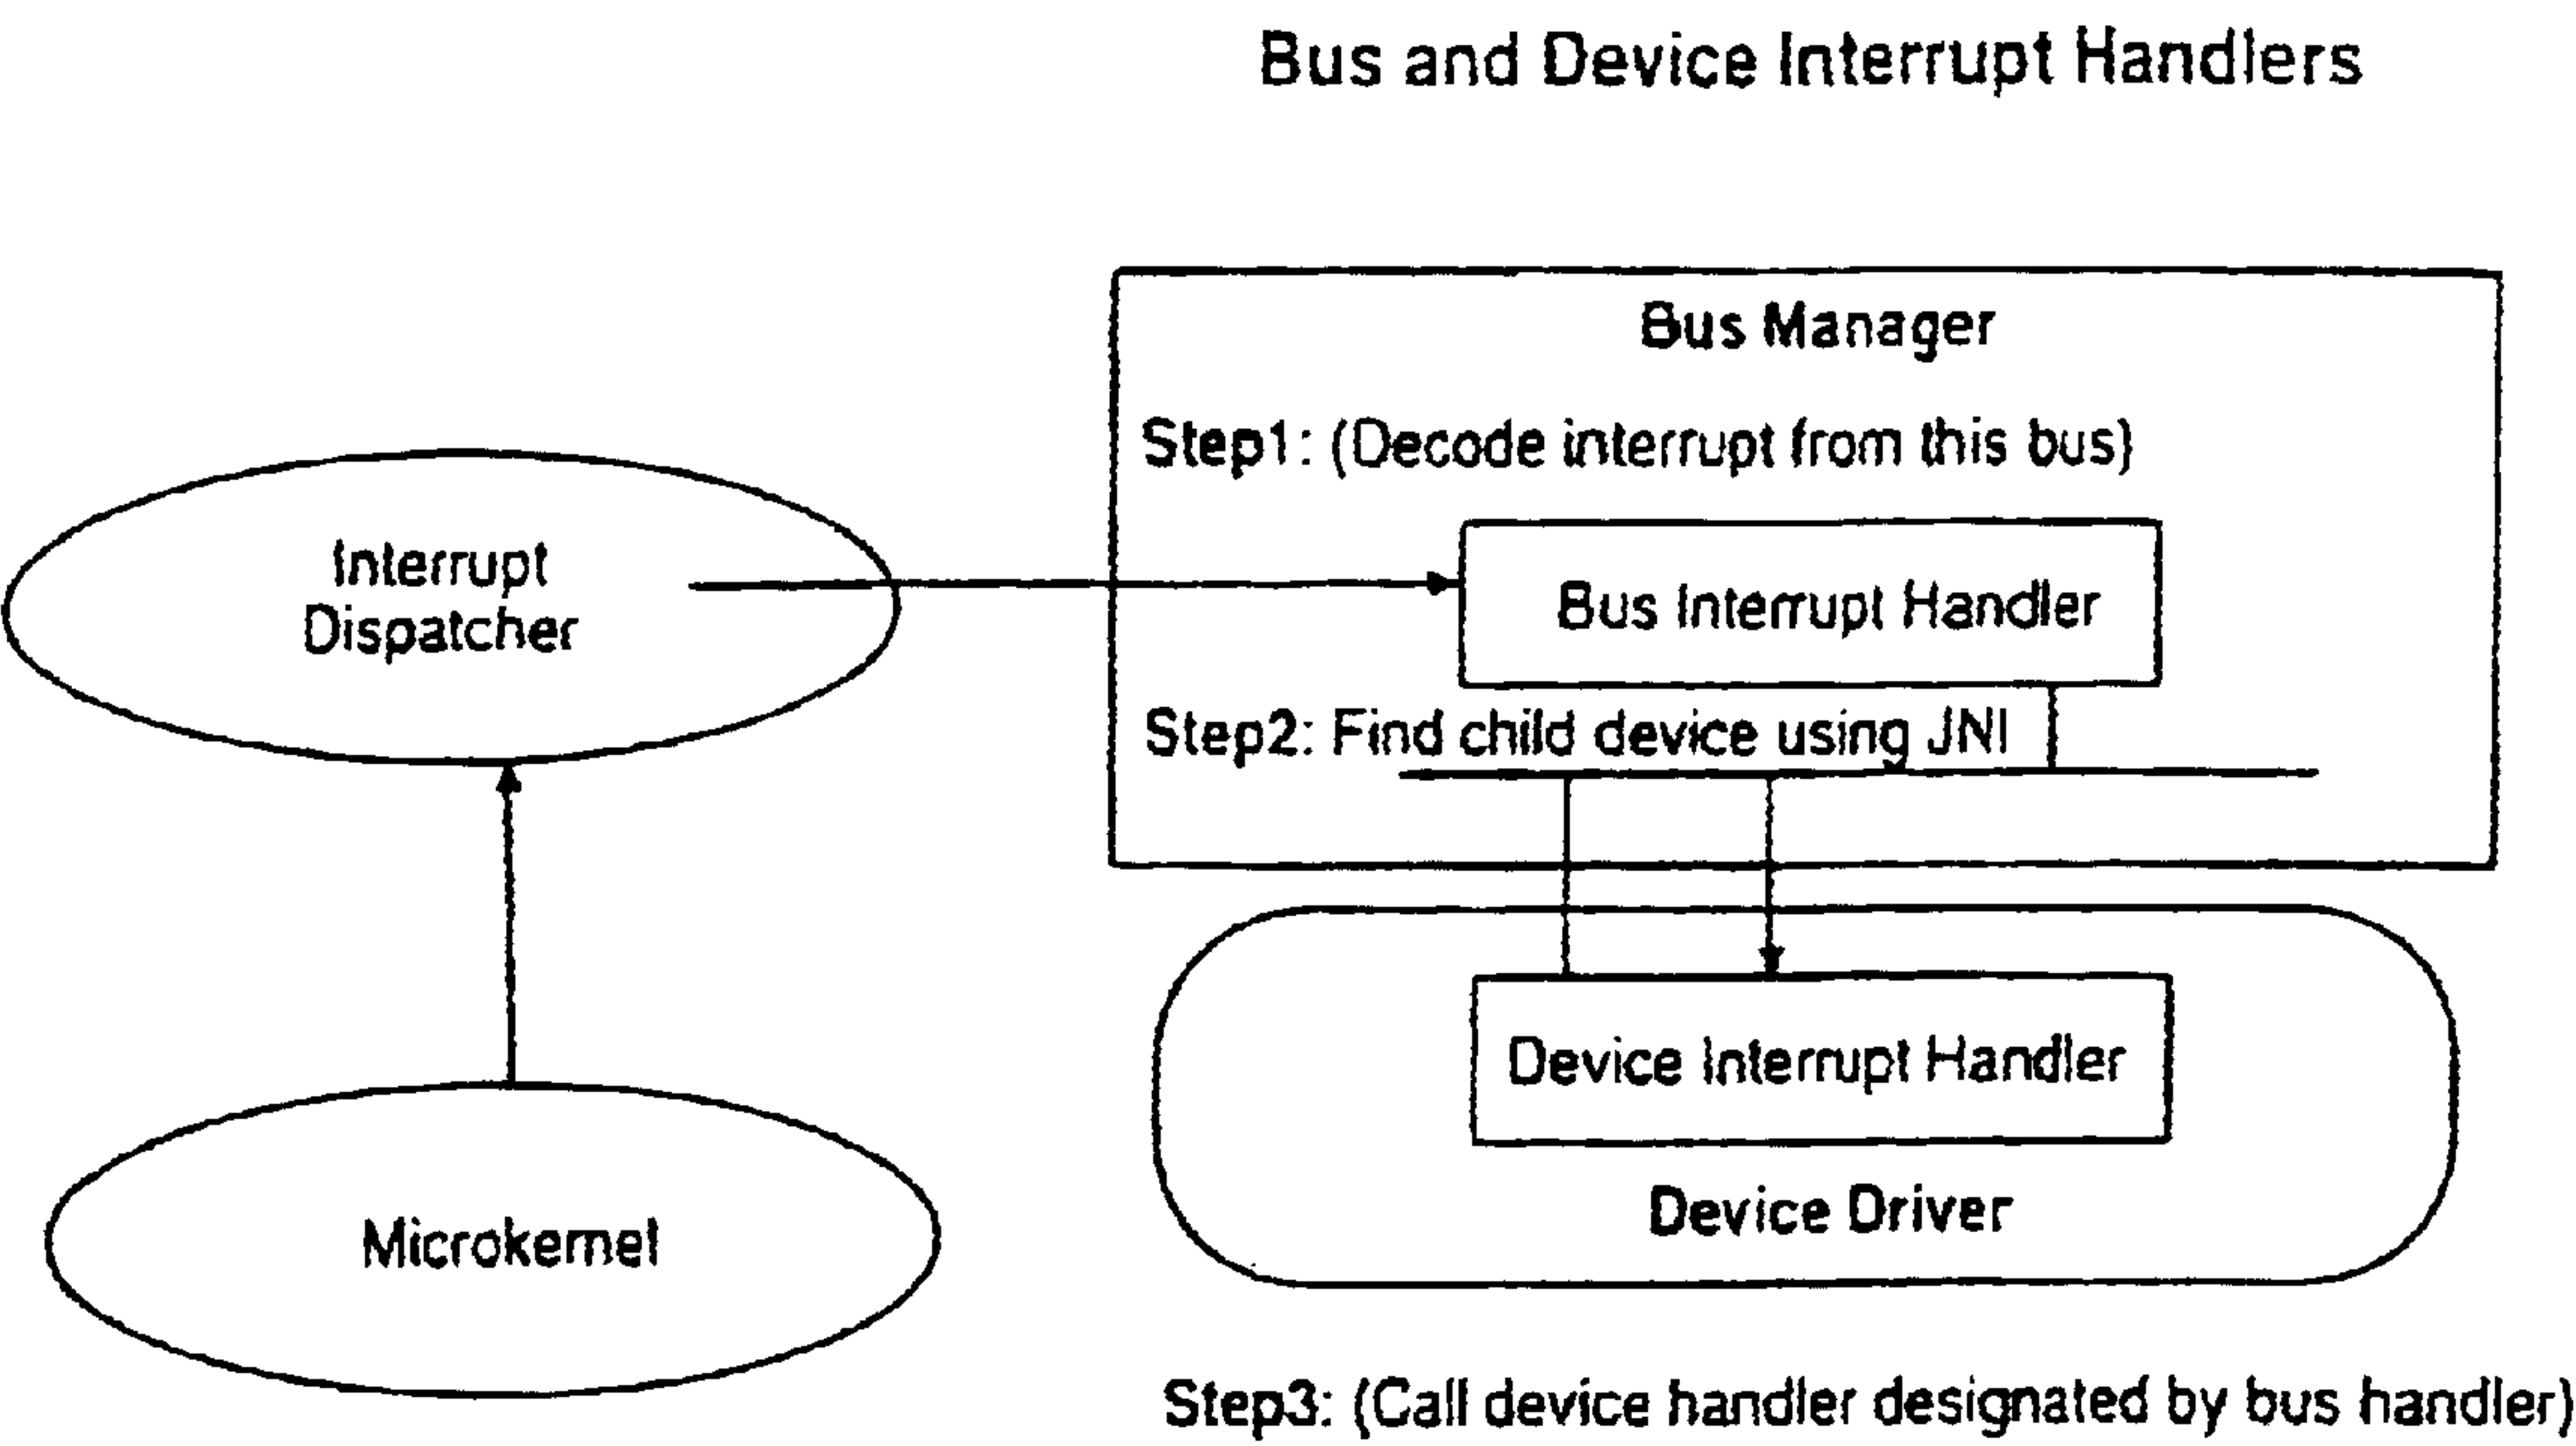 Bus and Device Interrupt Handlers
Bus Manager
Step1: (Decode interrupt from this bus)
Interrupt
Dispatcher
Bus Interrupt Handler
Step2: Find child device using JNI
Device Interrupt Handler
Device Driver
Microkernel
Step3: (Call device handler designated by bus handler)